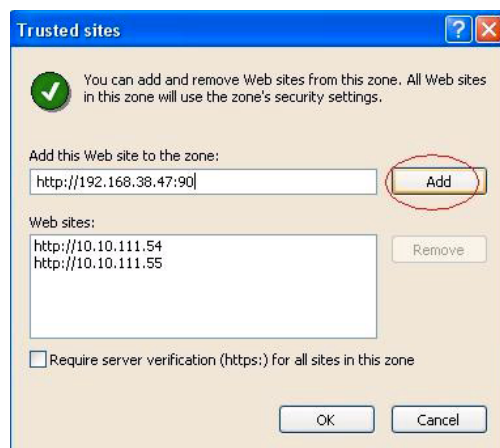 Trusted sites
You can add and remove Web sites from this zone. All Web sites
in this zone will use the zone's security settings.
Add this Web site to the zone:
http://192.168.38.47:90
Add
Web sites:
http://10.10.111.54
http://10.10.111.55
Remove
Require server verification (https:) for all sites in this zone
OK
Cancel